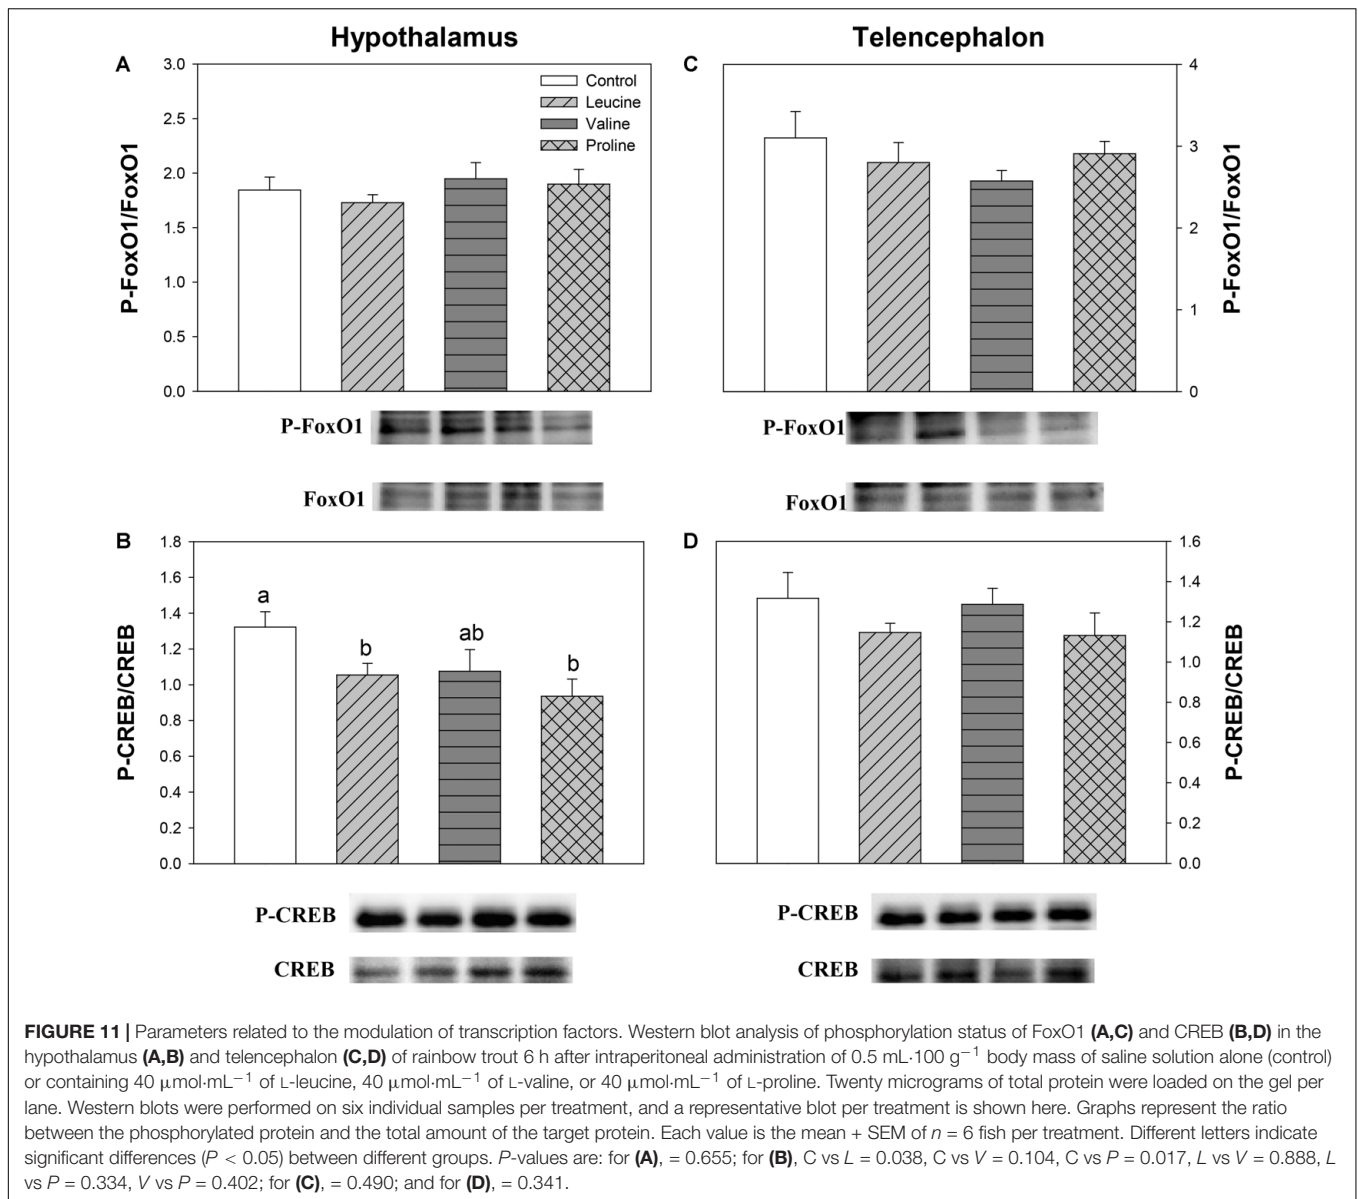 Hypothalamus
Telencephalon
A
3.0
2.5
2.0
1.5
1.0
0.5
0.0
P-FoxO1/FoxO1
Control
Leucine
Valine
Proline
C
4
3
2
1
0
P-FoxO1/FoxO1
P-FoxO1
FoxO1
P-FoxO1
FoxO1
B
1.8
1.6
1.4
1.2
1.0
0.8
0.6
0.4
0.2
0.0
P-CREB/CREB
a
b
ab
b
D
1.6
1.4
1.2
1.0
0.8
0.6
0.4
0.2
0.0
P-CREB/CREB
P-CREB
CREB
P-CREB
CREB
FIGURE 11 | Parameters related to the modulation of transcription factors. Western blot analysis of phosphorylation status of FoxO1 (A,C) and CREB (B,D) in the
hypothalamus (A,B) and telencephalon (C,D) of rainbow trout 6 h after intraperitoneal administration of 0.5 mL·100 g⁻¹ body mass of saline solution alone (control)
or containing 40 μmol·mL⁻¹ of L-leucine, 40 μmol·mL⁻¹ of L-valine, or 40 μmol·mL⁻¹ of L-proline. Twenty micrograms of total protein were loaded on the gel per
lane. Western blots were performed on six individual samples per treatment, and a representative blot per treatment is shown here. Graphs represent the ratio
between the phosphorylated protein and the total amount of the target protein. Each value is the mean + SEM of n = 6 fish per treatment. Different letters indicate
significant differences (P < 0.05) between different groups. P-values are: for (A), = 0.655; for (B), C vs L = 0.038, C vs V = 0.104, C vs P = 0.017, L vs V = 0.888, L
vs P = 0.334, V vs P = 0.402; for (C), = 0.490; and for (D), = 0.341.